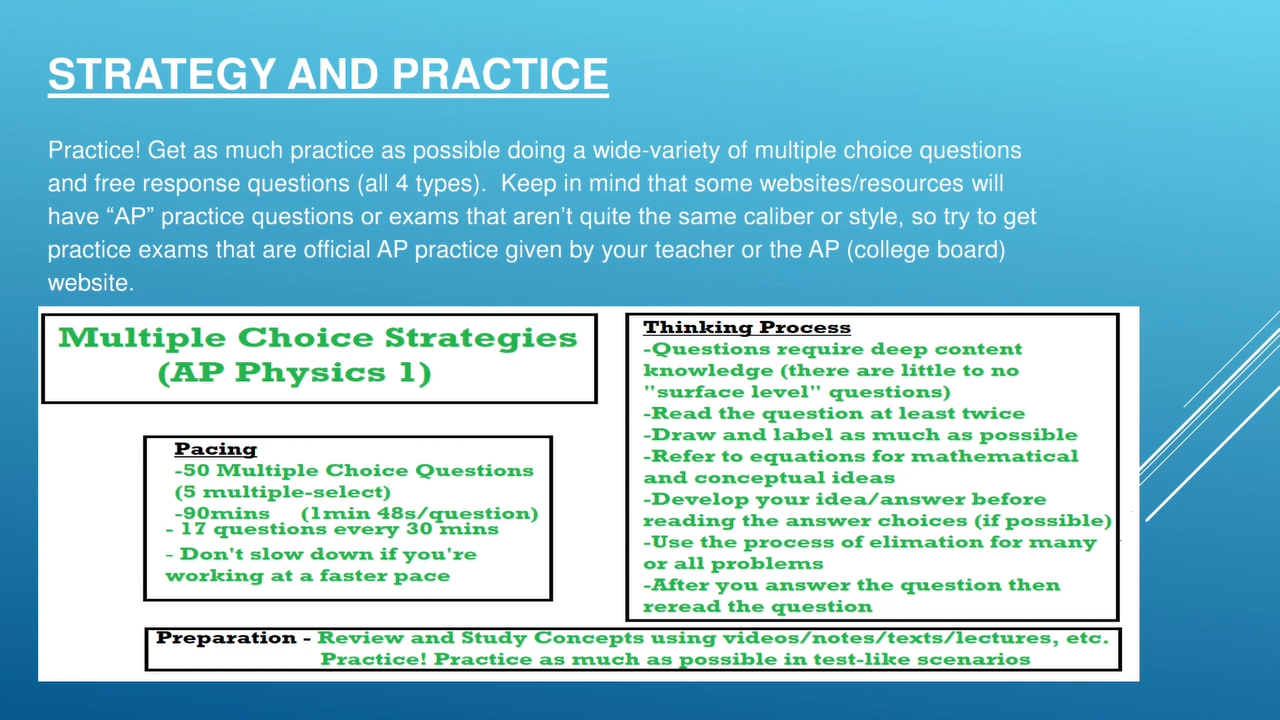 STRATEGY AND PRACTICE
Practice! Get as much practice as possible doing a wide-variety of multiple choice questions
and free response questions (all 4 types).  Keep in mind that some websites/resources will
have “AP” practice questions or exams that aren’t quite the same caliber or style, so try to get
practice exams that are official AP practice given by your teacher or the AP (college board)
website.
Multiple Choice Strategies
(AP Physics 1)
Pacing
-50 Multiple Choice Questions
(5 multiple-select)
-90mins (1min 48s/question)
- 17 questions every 30 mins
- Don't slow down if you're
working at a faster pace
Thinking Process
-Questions require deep content
knowledge (there are little to no
"surface level" questions)
-Read the question at least twice
-Draw and label as much as possible
-Refer to equations for mathematical
and conceptual ideas
-Develop your idea/answer before
reading the answer choices (if possible)
-Use the process of elimation for many
or all problems
-After you answer the question then
reread the question
Preparation - Review and Study Concepts using videos/notes/texts/lectures, etc.
Practice! Practice as much as possible in test-like scenarios